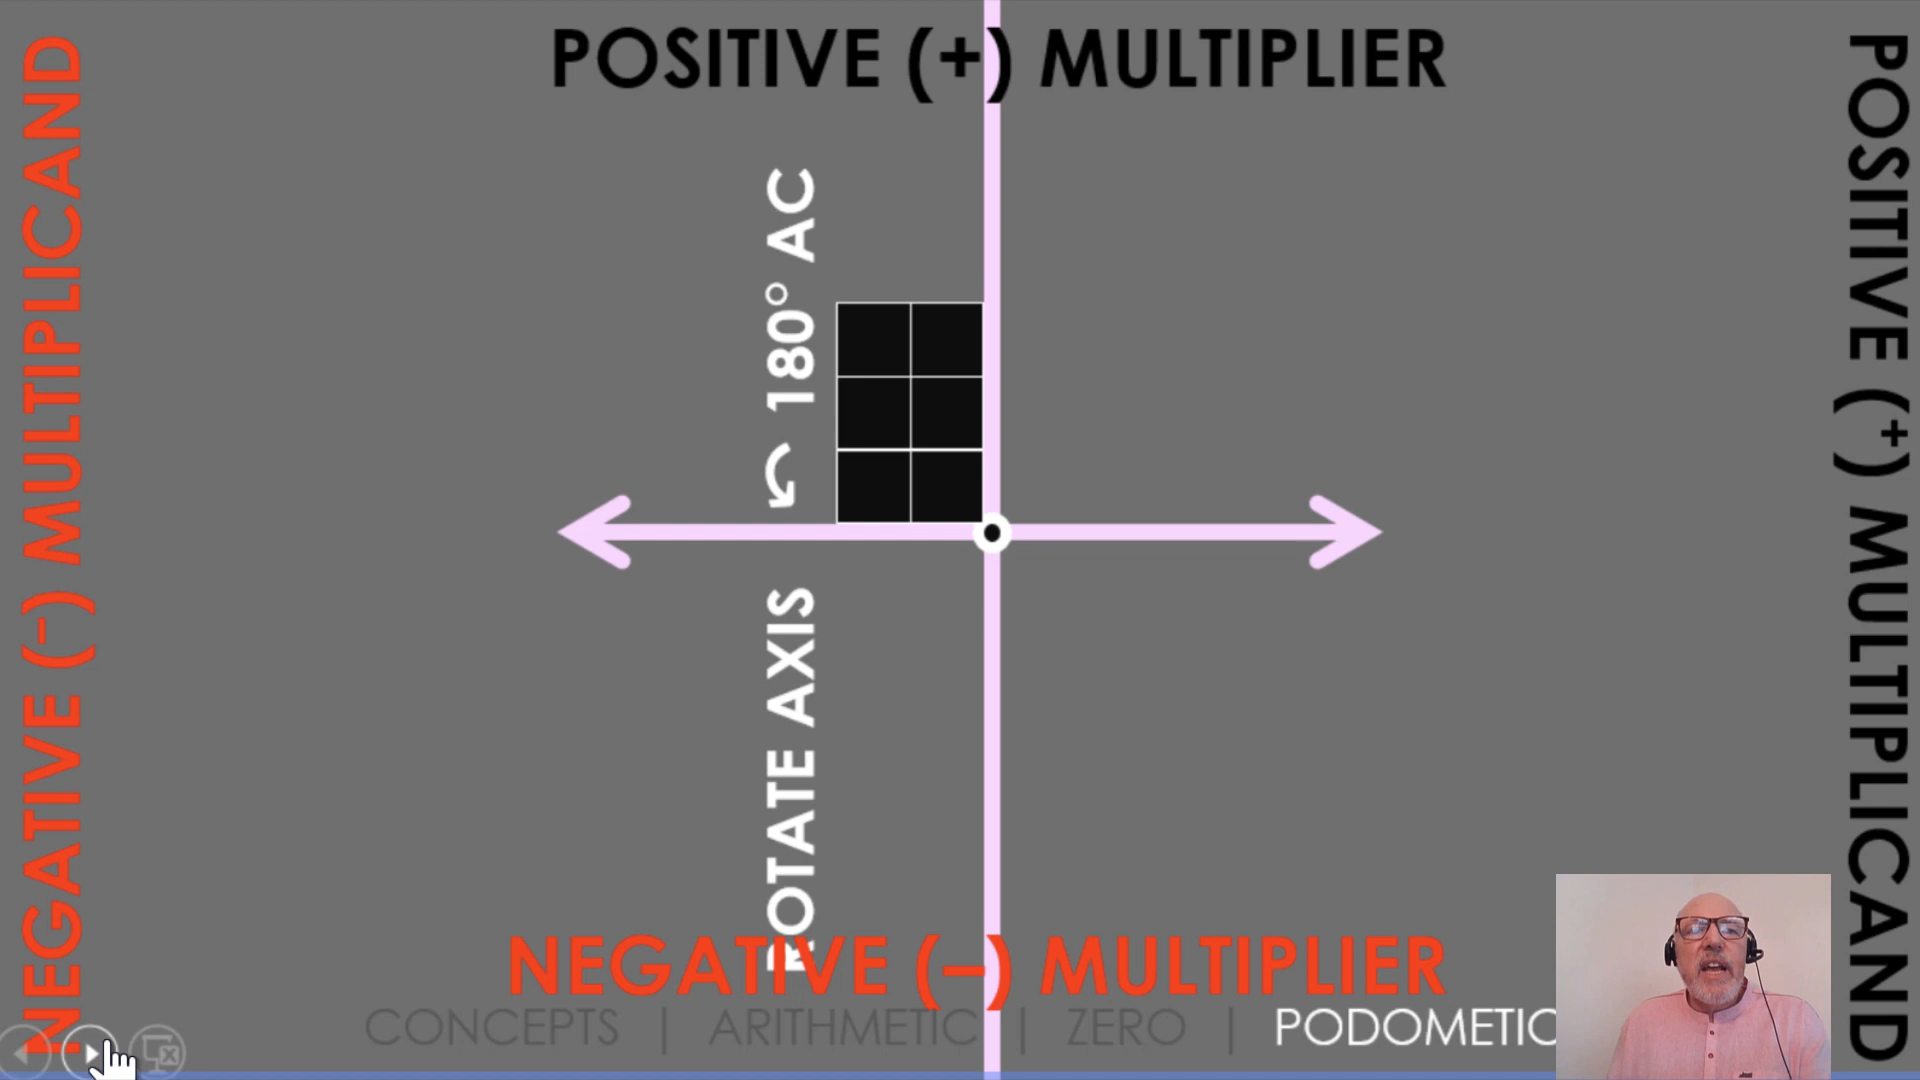 POSITIVE (+) MULTIPLIER
NEGATIVE (−) MULTIPLICAND
ROTATE AXIS ↶ 180° AC
POSITIVE (+) MULTIPLICAND
NEGATIVE (−) MULTIPLIER
CONCEPTS | ARITHMETIC | ZERO | PODOMETIC